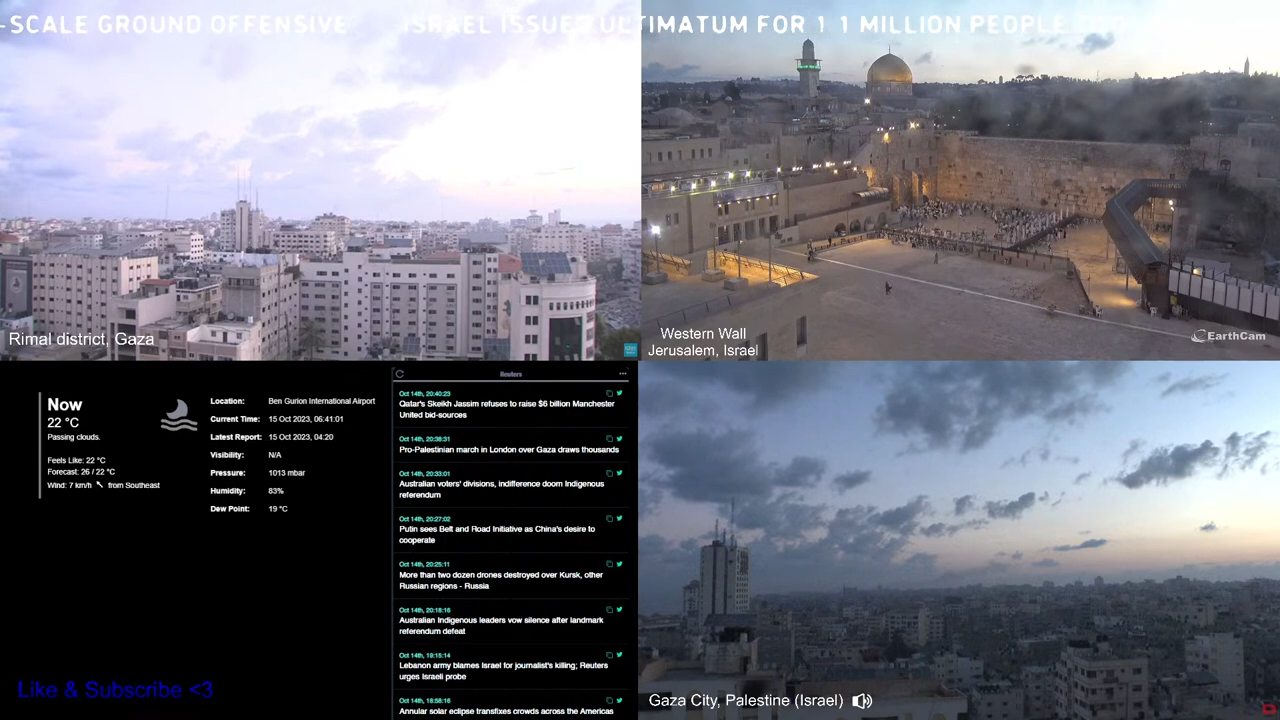 -SCALE GROUND OFFENSIVE ISRAEL ISSUES ULTIMATUM FOR 1 1 MILLION PEOPLE
Rimal district, Gaza
Western Wall
Jerusalem, Israel
EarthCam
Now
22 °C
Passing clouds.
Feels Like: 22 °C
Forecast: 26 / 22 °C
Wind: 7 km/h from Southeast
Location: Ben Gurion International Airport
Current Time: 15 Oct 2023, 06:41:01
Latest Report: 15 Oct 2023, 04:20
Visibility: N/A
Pressure: 1013 mbar
Humidity: 83%
Dew Point: 19 °C
Like & Subscribe <3
Reuters
Oct 14th, 20:40:23
Qatar's Skeikh Jassim refuses to raise $6 billion Manchester
United bid-sources
Oct 14th, 20:38:31
Pro-Palestinian march in London over Gaza draws thousands
Oct 14th, 20:33:01
Australian voters' divisions, indifference doom Indigenous
referendum
Oct 14th, 20:27:02
Putin sees Belt and Road Initiative as China's desire to
cooperate
Oct 14th, 20:25:11
More than two dozen drones destroyed over Kursk, other
Russian regions - Russia
Oct 14th, 20:18:16
Australian Indigenous leaders vow silence after landmark
referendum defeat
Oct 14th, 19:15:14
Lebanon army blames Israel for journalist's killing; Reuters
urges Israeli probe
Oct 14th, 18:58:16
Annular solar eclipse transfixes crowds across the Americas
Gaza City, Palestine (Israel)